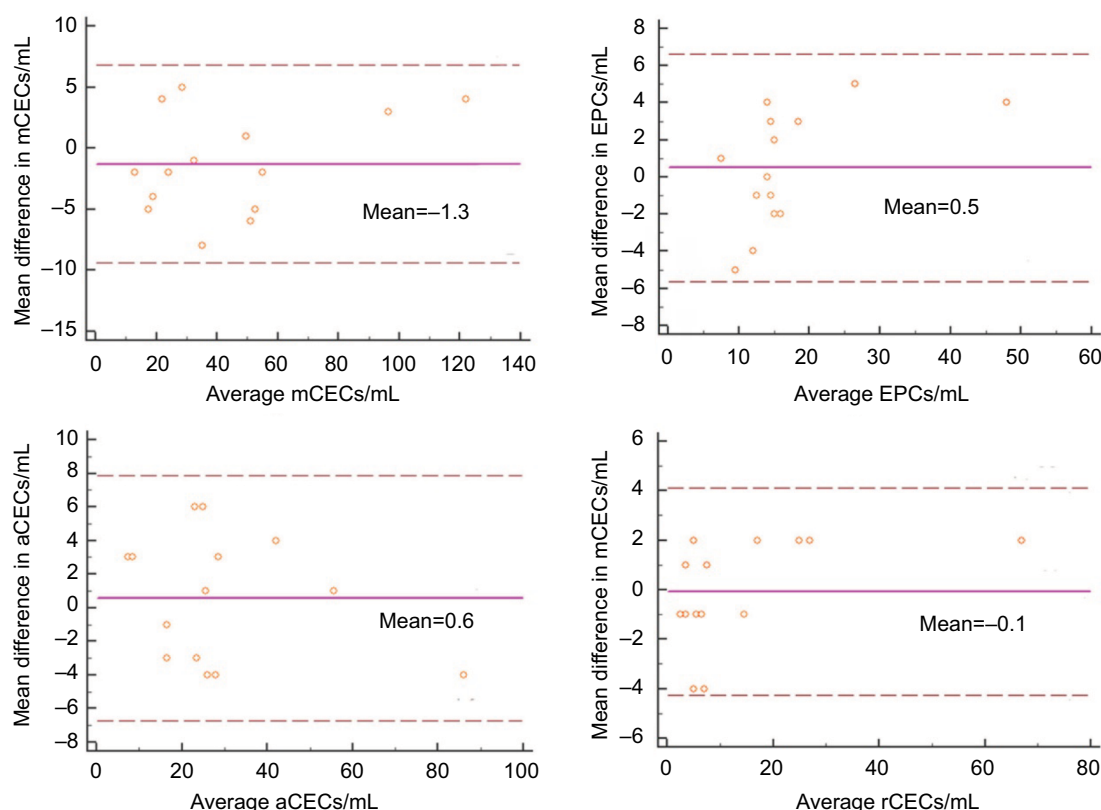 Mean difference in mCECs/mL
10
5
0
–5
–10
–15
Mean=–1.3
0 20 40 60 80 100 120 140
Average mCECs/mL
Mean difference in EPCs/mL
8
6
4
2
0
–2
–4
–6
–8
Mean=0.5
0 10 20 30 40 50 60
Average EPCs/mL
Mean difference in aCECs/mL
10
8
6
4
2
0
–2
–4
–6
–8
Mean=0.6
0 20 40 60 80 100
Average aCECs/mL
Mean difference in mCECs/mL
6
4
2
0
–2
–4
–6
Mean=–0.1
0 20 40 60 80
Average rCECs/mL